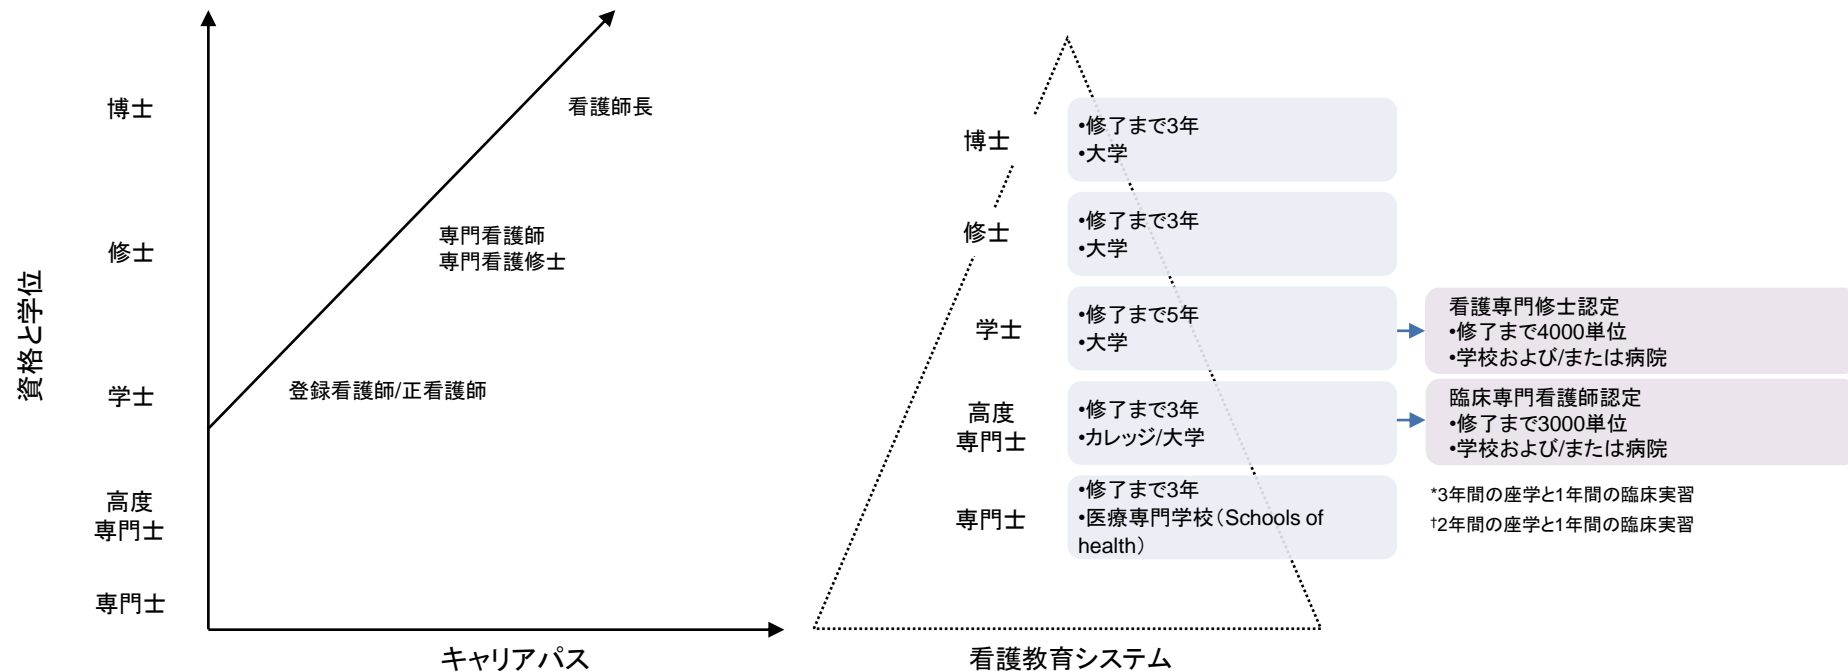 資格と学位
博士
修士
学士
高度
専門士
専門士
看護師長
専門看護師
専門看護修士
登録看護師/正看護師
キャリアパス
博士
•修了まで3年
•大学
修士
•修了まで3年
•大学
学士
•修了まで5年
•大学
看護専門修士認定
•修了まで4000単位
•学校および/または病院
高度
専門士
•修了まで3年
•カレッジ/大学
臨床専門看護師認定
•修了まで3000単位
•学校および/または病院
専門士
•修了まで3年
•医療専門学校（Schools of
health）
*3年間の座学と1年間の臨床実習
†2年間の座学と1年間の臨床実習
看護教育システム